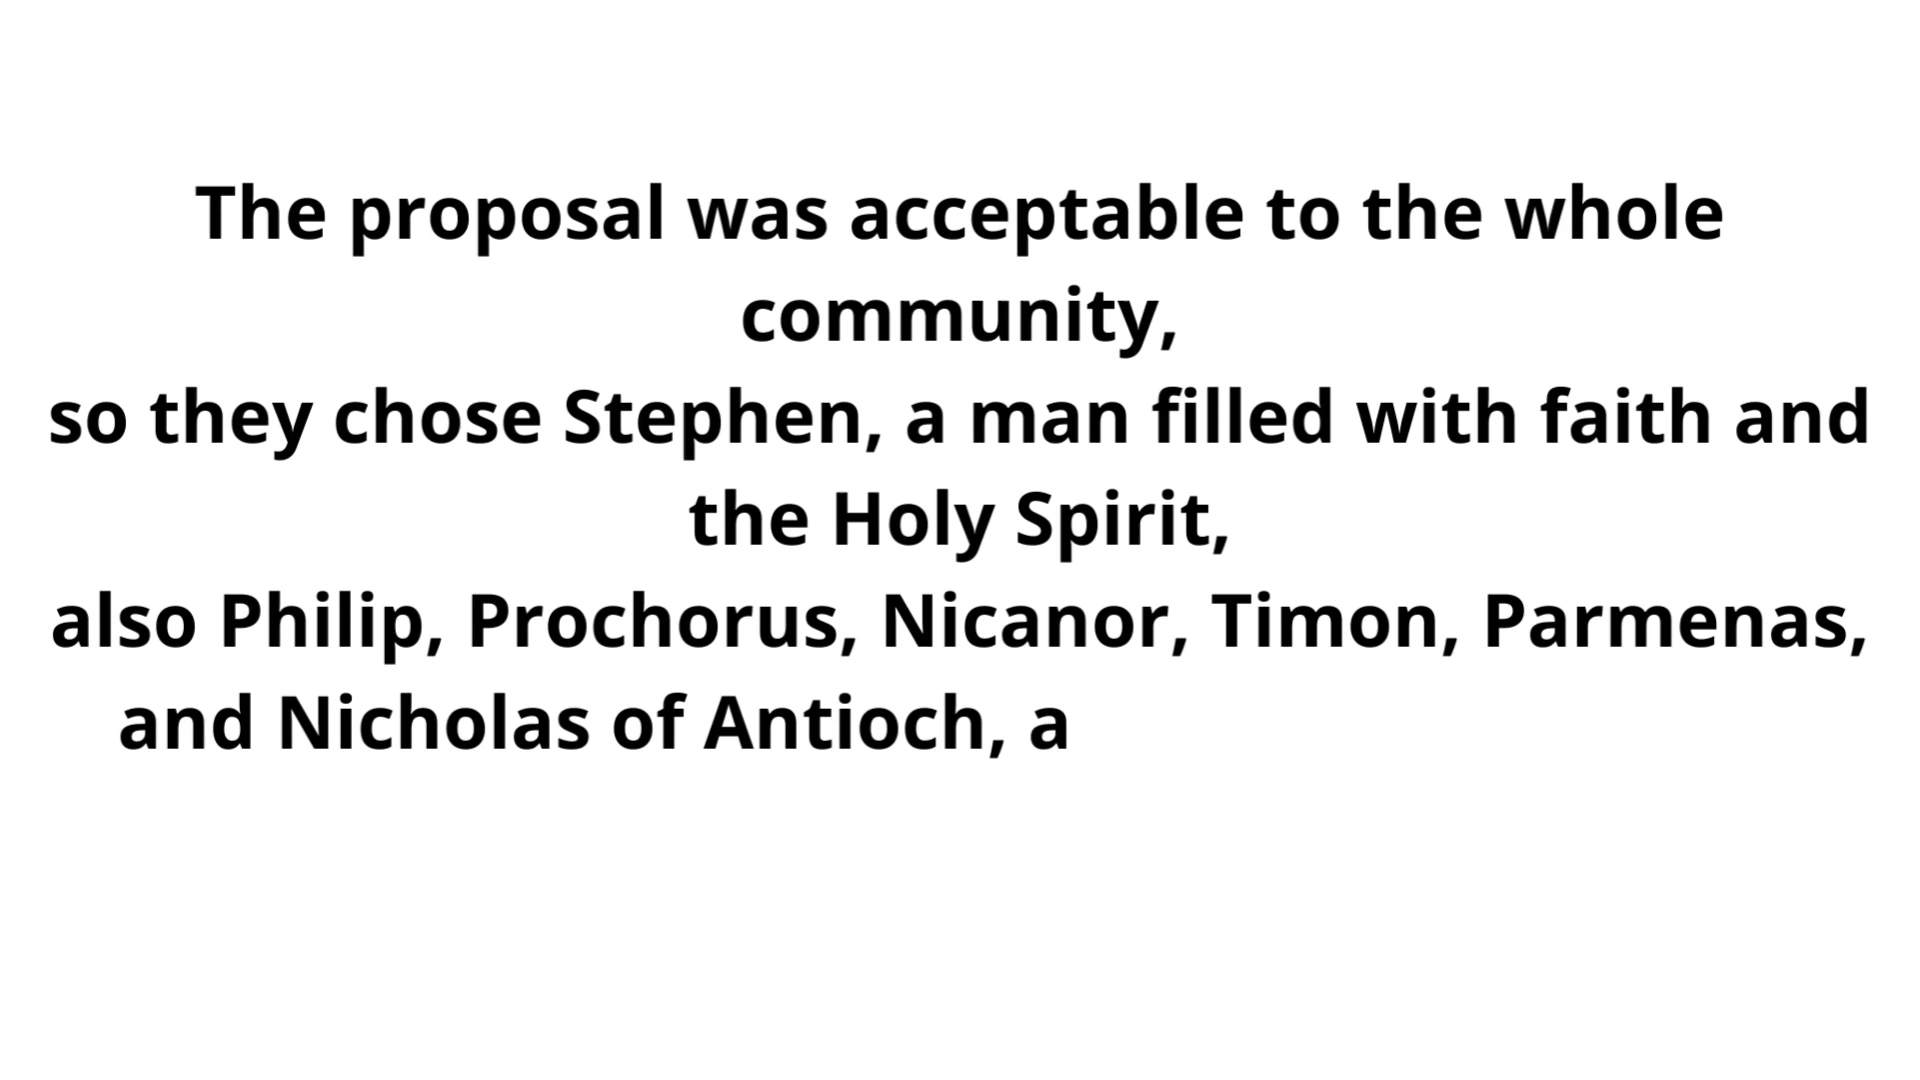 The proposal was acceptable to the whole
community,
so they chose Stephen, a man filled with faith and
the Holy Spirit,
also Philip, Prochorus, Nicanor, Timon, Parmenas,
and Nicholas of Antioch, a